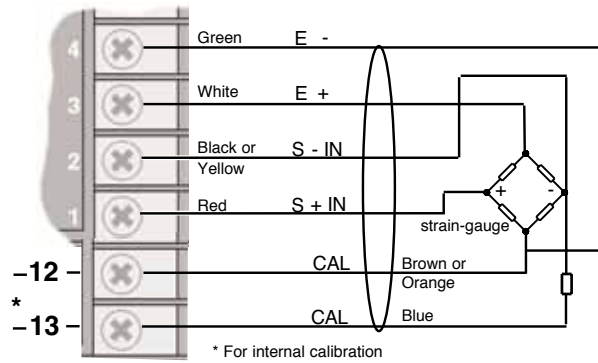 4 Green E -
3 White E +
2 Black or S - IN
Yellow
1 Red S + IN
+ -
strain-gauge
–12 – CAL Brown or
Orange
*
–13 – CAL Blue
* For internal calibration